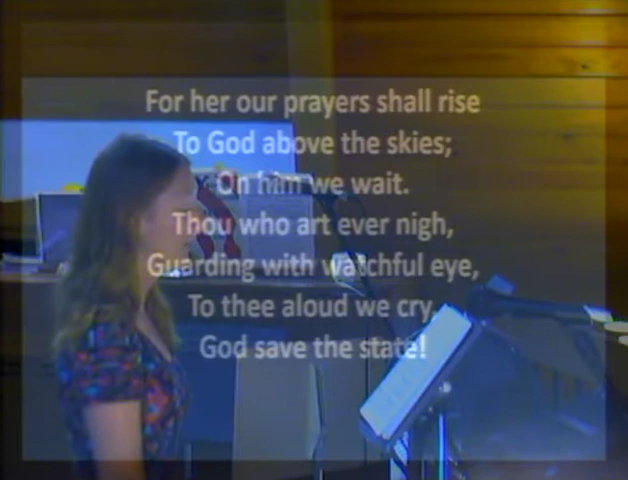 For her our prayers shall rise
To God above the skies;
On him we wait.
Thou who art ever nigh,
Guarding with watchful eye,
To thee aloud we cry,
God save the state!